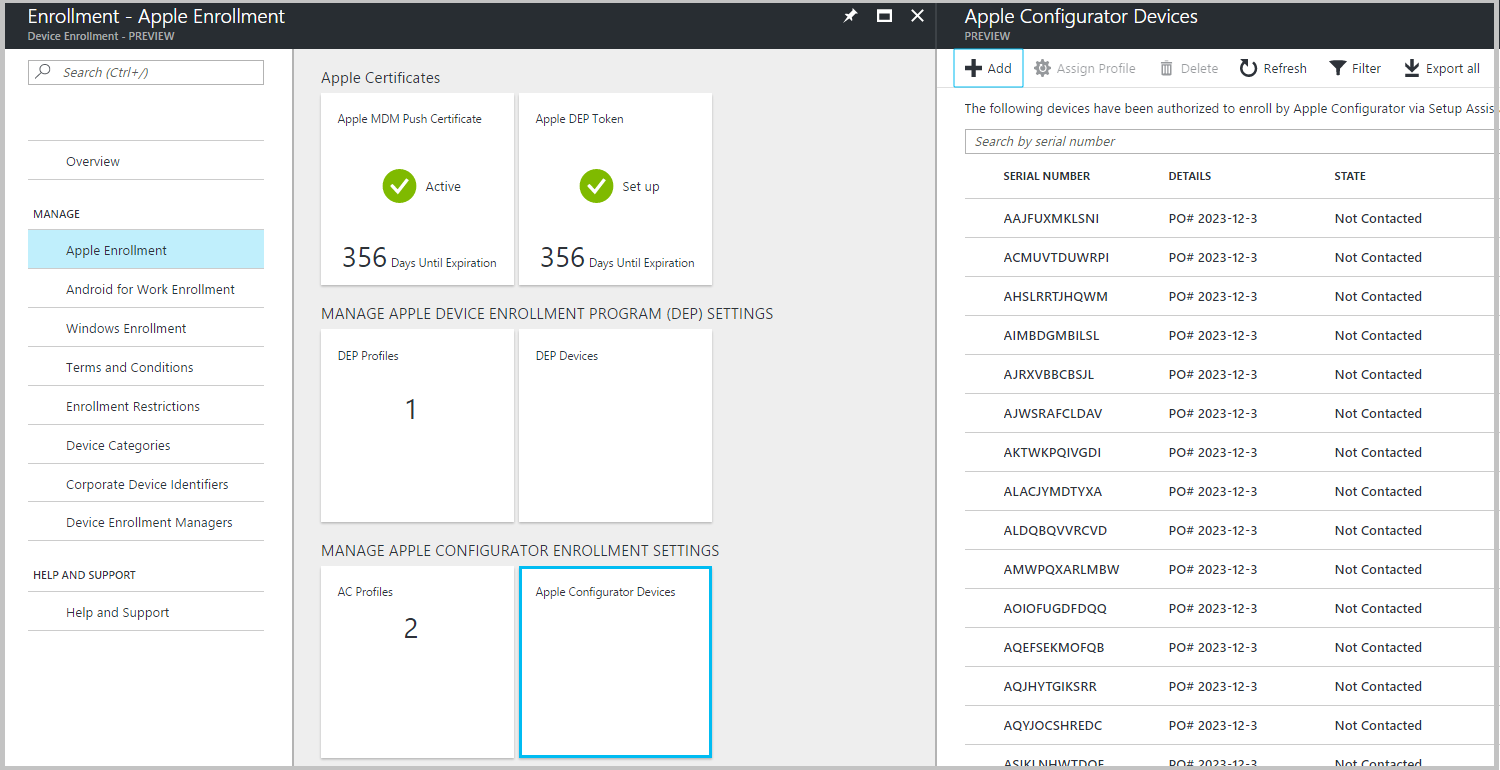 Enrollment - Apple Enrollment
Device Enrollment - PREVIEW
Search (Ctrl+/)
Overview
MANAGE
Apple Enrollment
Android for Work Enrollment
Windows Enrollment
Terms and Conditions
Enrollment Restrictions
Device Categories
Corporate Device Identifiers
Device Enrollment Managers
HELP AND SUPPORT
Help and Support
Apple Certificates
Apple MDM Push Certificate
Active
356 Days Until Expiration
Apple DEP Token
Set up
356 Days Until Expiration
MANAGE APPLE DEVICE ENROLLMENT PROGRAM (DEP) SETTINGS
DEP Profiles
1
DEP Devices
MANAGE APPLE CONFIGURATOR ENROLLMENT SETTINGS
AC Profiles
2
Apple Configurator Devices
Apple Configurator Devices
PREVIEW
Add Assign Profile Delete Refresh Filter Export all
The following devices have been authorized to enroll by Apple Configurator via Setup Assis
Search by serial number
SERIAL NUMBER DETAILS STATE
AAJFUXMKLSNI PO# 2023-12-3 Not Contacted
ACMUVTDUWRPI PO# 2023-12-3 Not Contacted
AHSLRRTJHQWM PO# 2023-12-3 Not Contacted
AIMBDGMBILSL PO# 2023-12-3 Not Contacted
AJRXVBBCBSJL PO# 2023-12-3 Not Contacted
AJWSRAFCLDAV PO# 2023-12-3 Not Contacted
AKTWKPQIVGDI PO# 2023-12-3 Not Contacted
ALACJYMDTYXA PO# 2023-12-3 Not Contacted
ALDQBQVVRCVD PO# 2023-12-3 Not Contacted
AMWPQXARLMBW PO# 2023-12-3 Not Contacted
AOIOFUGDFDQQ PO# 2023-12-3 Not Contacted
AQEFSEKMOFQB PO# 2023-12-3 Not Contacted
AQJHYTGIKSRR PO# 2023-12-3 Not Contacted
AQYJOCSHREDC PO# 2023-12-3 Not Contacted
PO# 2023-12-3 Not Contacted